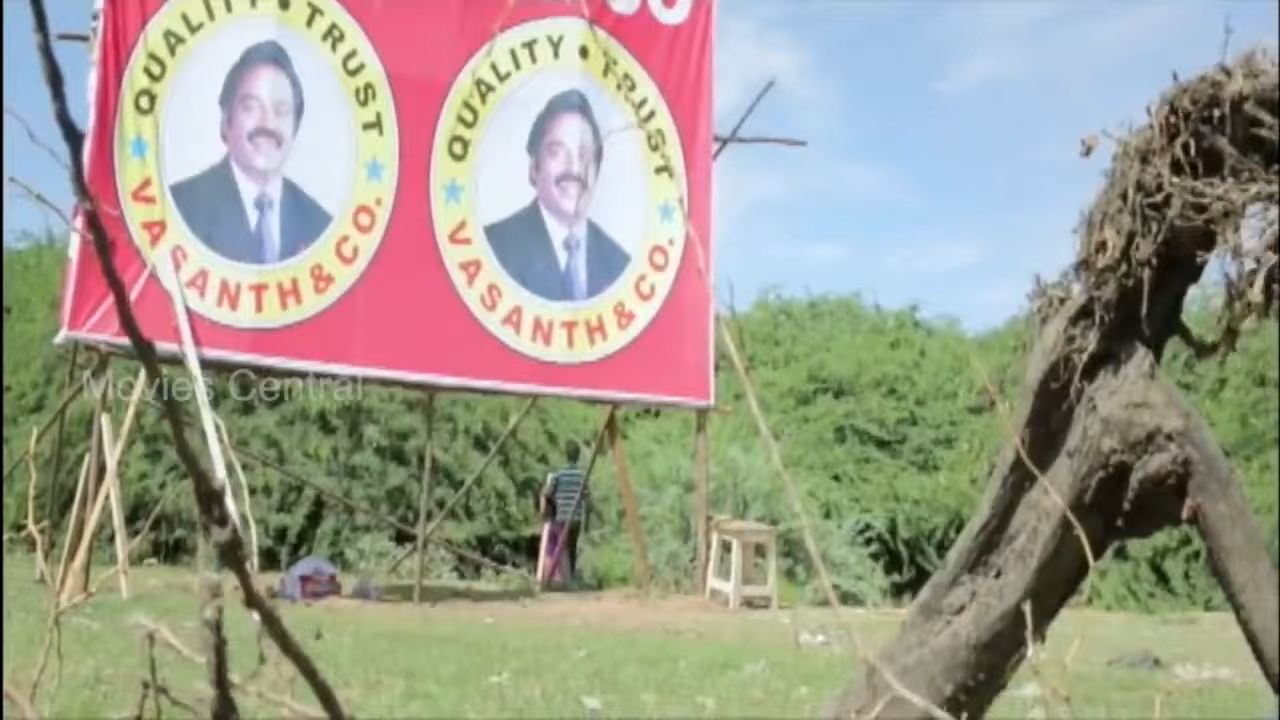 QUALITY • TRUST
VASANTH & CO.
QUALITY • TRUST
VASANTH & CO.
Movies Central